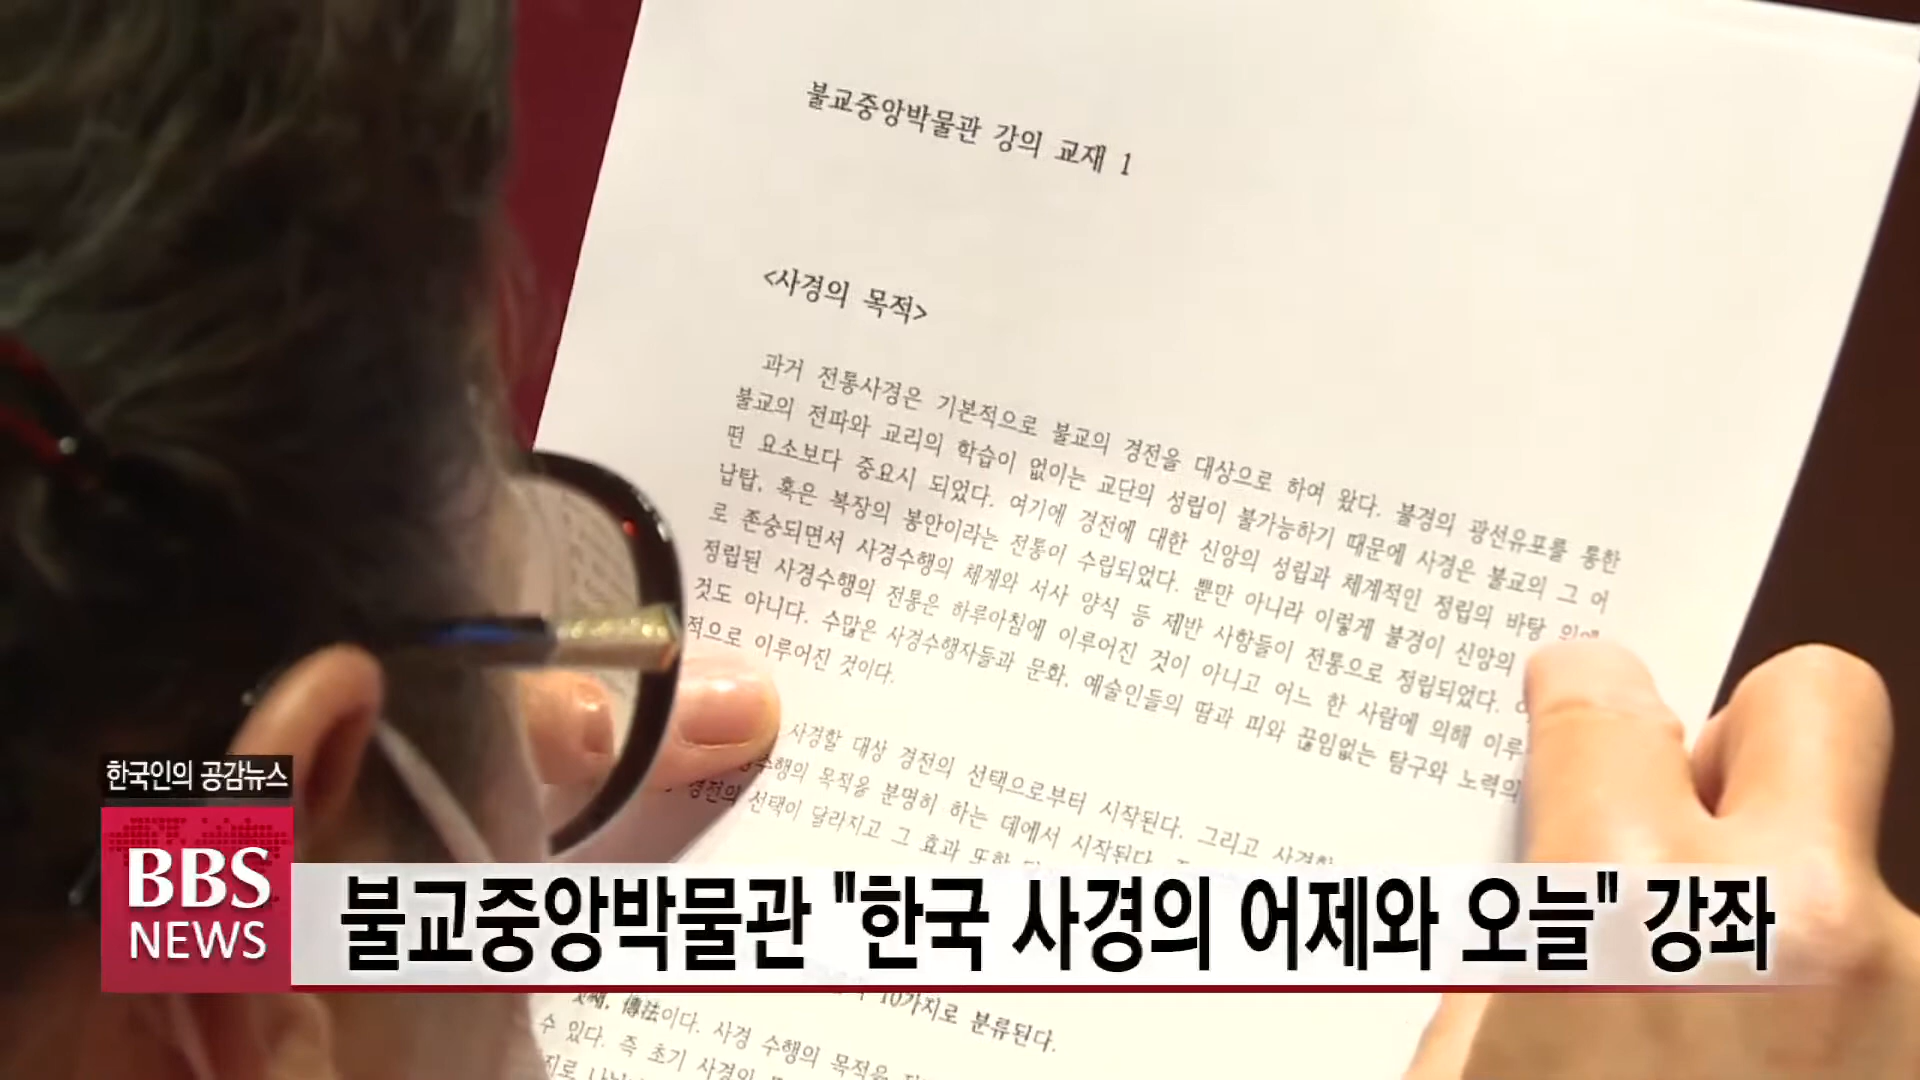 불교중앙박물관 강의 교재 1
<사경의 목적>
과거 전통사경은 기본적으로 불교의 경전을 대상으로 하여 왔다. 불경의 광선유포를 통한
불교의 전파와 교리의 학습이 없이는 교단의 성립이 불가능하기 때문에 사경은 불교의 그 어
떤 요소보다 중요시 되었다. 여기에 경전에 대한 신앙의 성립과 체계적인 정립의 바탕 위에
납탑, 혹은 복장의 봉안이라는 전통이 수립되었다. 뿐만 아니라 이렇게 불경이 신앙의
로 존숭되면서 사경수행의 체계와 서사 양식 등 제반 사항들이 전통으로 정립되었다.
정립된 사경수행의 전통은 하루아침에 이루어진 것이 아니고 어느 한 사람에 의해 이루
것도 아니다. 수많은 사경수행자들과 문화, 예술인들의 땀과 피와 끊임없는 탐구와 노력의
적으로 이루어진 것이다.
사경할 대상 경전의 선택으로부터 시작된다. 그리고 사경할
수행의 목적을 분명히 하는 데에서 시작된다.
경전의 선택이 달라지고 그 효과 또한
한국인의 공감뉴스
BBS
NEWS
불교중앙박물관 "한국 사경의 어제와 오늘" 강좌
10가지로 분류된다.
첫째, 傳法이다. 사경 수행의 목적을
수 있다. 즉 초기 사경의